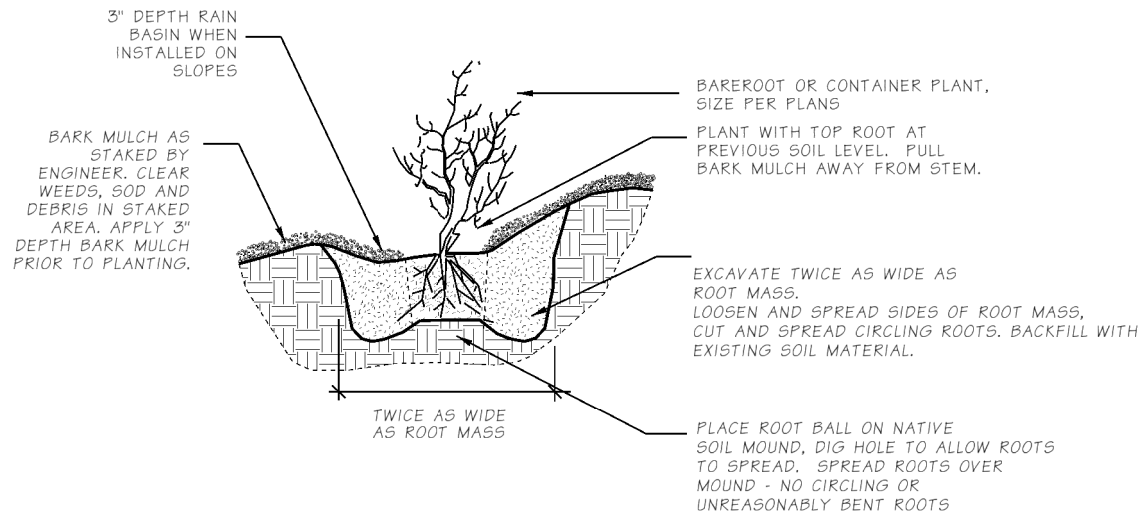 3" DEPTH RAIN
BASIN WHEN
INSTALLED ON
SLOPES
BARK MULCH AS
STAKED BY
ENGINEER. CLEAR
WEEDS, SOD AND
DEBRIS IN STAKED
AREA. APPLY 3"
DEPTH BARK MULCH
PRIOR TO PLANTING.
BAREROOT OR CONTAINER PLANT,
SIZE PER PLANS
PLANT WITH TOP ROOT AT
PREVIOUS SOIL LEVEL. PULL
BARK MULCH AWAY FROM STEM.
EXCAVATE TWICE AS WIDE AS
ROOT MASS.
LOOSEN AND SPREAD SIDES OF ROOT MASS,
CUT AND SPREAD CIRCLING ROOTS. BACKFILL WITH
EXISTING SOIL MATERIAL.
TWICE AS WIDE
AS ROOT MASS
PLACE ROOT BALL ON NATIVE
SOIL MOUND, DIG HOLE TO ALLOW ROOTS
TO SPREAD. SPREAD ROOTS OVER
MOUND - NO CIRCLING OR
UNREASONABLY BENT ROOTS